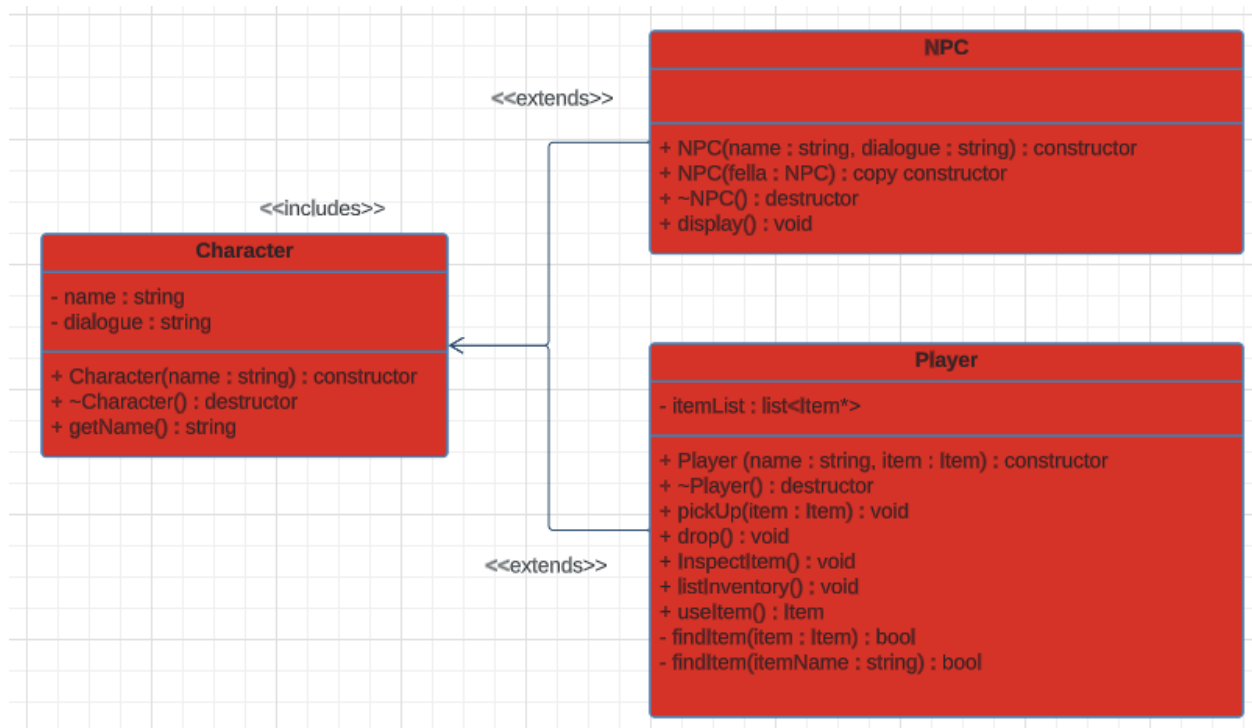 <<includes>>
Character
- name : string
- dialogue : string
+ Character(name : string) : constructor
+ ~Character() : destructor
+ getName() : string
<<extends>>
NPC
+ NPC(name : string, dialogue : string) : constructor
+ NPC(fella : NPC) : copy constructor
+ ~NPC() : destructor
+ display() : void
<<extends>>
Player
- itemList : list<Item*>
+ Player (name : string, item : Item) : constructor
+ ~Player() : destructor
+ pickUp(item : Item) : void
+ drop() : void
+ InspectItem() : void
+ listInventory() : void
+ useItem() : Item
- findItem(item : Item) : bool
- findItem(itemName : string) : bool